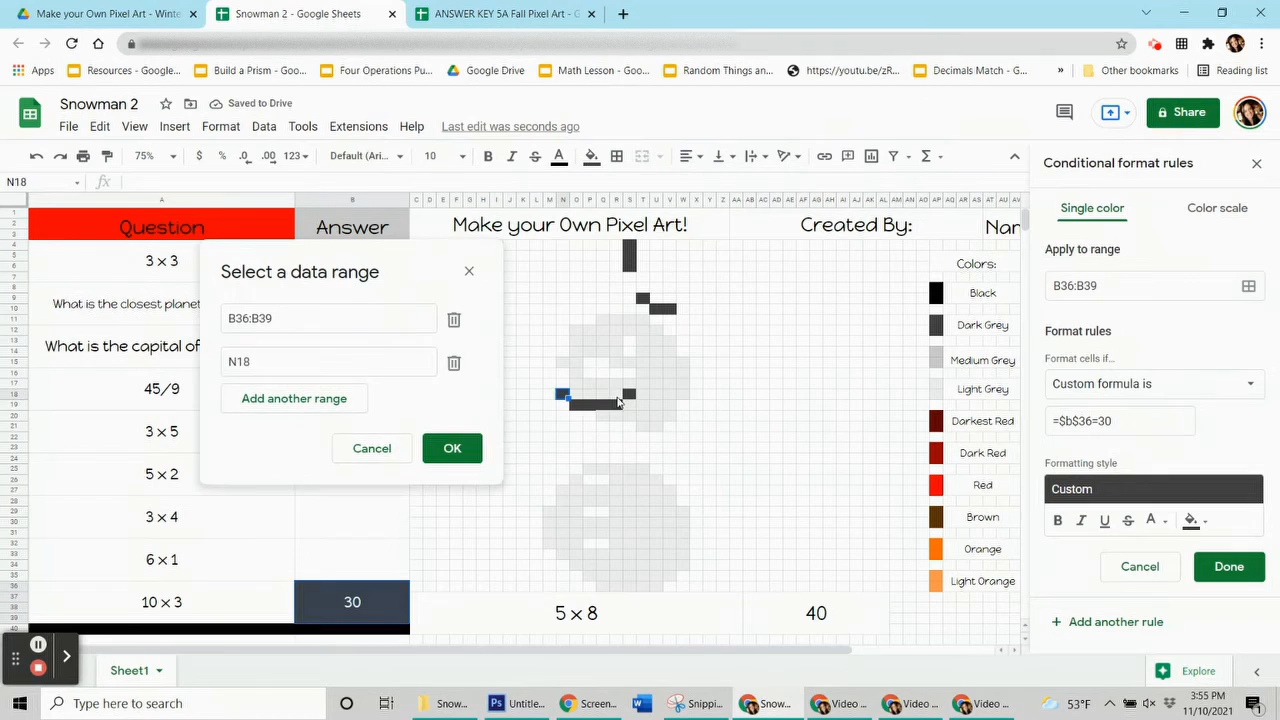 Make your Own Pixel Art - Winte
Snowman 2 - Google Sheets
ANSWER KEY 5A Fall Pixel Art - G
Apps
Resources - Google...
Build a Prism - Goo...
Four Operations Pu...
Google Drive
Math Lesson - Goo...
Random Things an...
https://youtu.be/zR...
Decimals Match - G...
»
Other bookmarks
Reading list
Snowman 2
Saved to Drive
Share
File Edit View Insert Format Data Tools Extensions Help Last edit was seconds ago
75% $ % .0 .00 123 Default (Ari... 10 B I S A
Conditional format rules
N18 fx
Single color
Color scale
Question
Answer
Make your Own Pixel Art!
Created By:
Nan
Apply to range
B36:B39
Format rules
Format cells if...
Custom formula is
=$b$36=30
Formatting style
Custom
B I U S A
Cancel
Done
+ Add another rule
Select a data range
B36:B39
N18
Add another range
Cancel
OK
3 x 3
What is the closest planet
What is the capital of
45/9
3 x 5
5 x 2
3 x 4
6 x 1
10 x 3
30
5 x 8
40
Colors:
Black
Dark Grey
Medium Grey
Light Grey
Darkest Red
Dark Red
Red
Brown
Orange
Light Orange
Sheet1
Explore
Type here to search
Snow...
Untitle...
Screen...
Snippi...
Snow...
Video ...
Video ...
Video ...
53°F
3:55 PM
11/10/2021